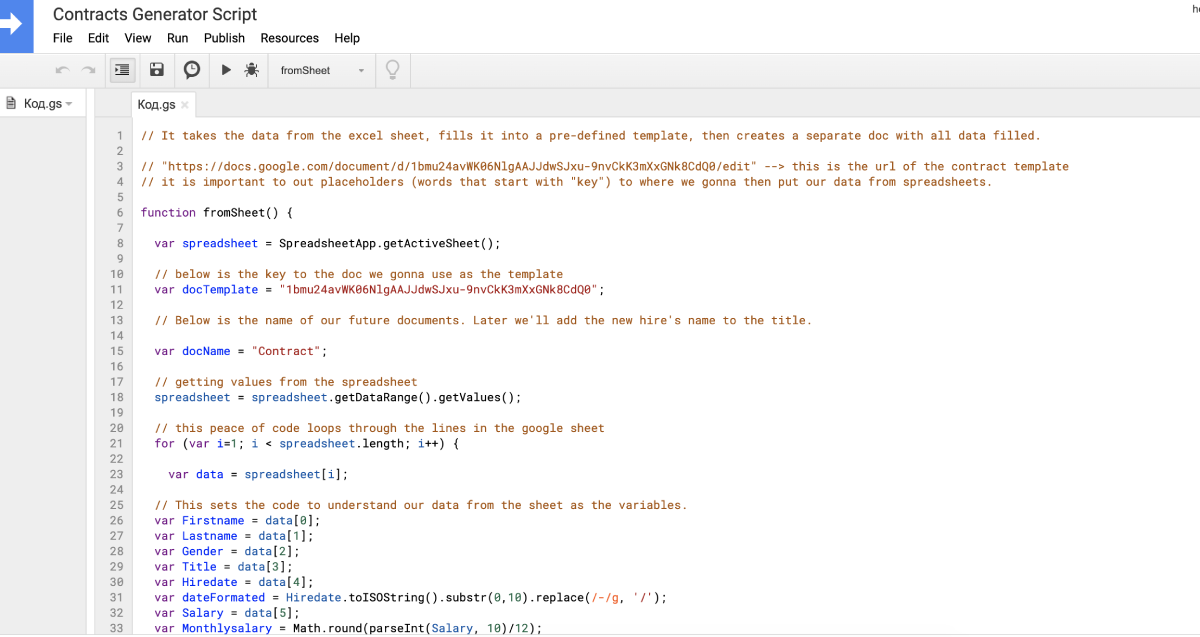 Contracts Generator Script
he
File Edit View Run Publish Resources Help
fromSheet
Код.gs
Код.gs
1 // It takes the data from the excel sheet, fills it into a pre-defined template, then creates a separate doc with all data filled.
2
3 // "https://docs.google.com/document/d/1bmu24avWK06NlgAAJJdwSJxu-9nvCkK3mXxGNk8CdQ0/edit" --> this is the url of the contract template
4 // it is important to out placeholders (words that start with "key") to where we gonna then put our data from spreadsheets.
5
6 function fromSheet() {
7
8 var spreadsheet = SpreadsheetApp.getActiveSheet();
9
10 // below is the key to the doc we gonna use as the template
11 var docTemplate = "1bmu24avWK06NlgAAJJdwSJxu-9nvCkK3mXxGNk8CdQ0";
12
13 // Below is the name of our future documents. Later we'll add the new hire's name to the title.
14
15 var docName = "Contract";
16
17 // getting values from the spreadsheet
18 spreadsheet = spreadsheet.getDataRange().getValues();
19
20 // this peace of code loops through the lines in the google sheet
21 for (var i=1; i < spreadsheet.length; i++) {
22
23 var data = spreadsheet[i];
24
25 // This sets the code to understand our data from the sheet as the variables.
26 var Firstname = data[0];
27 var Lastname = data[1];
28 var Gender = data[2];
29 var Title = data[3];
30 var Hiredate = data[4];
31 var dateFormated = Hiredate.toISOString().substr(0,10).replace(/-/g, '/');
32 var Salary = data[5];
33 var Monthlysalary = Math.round(parseInt(Salary, 10)/12);